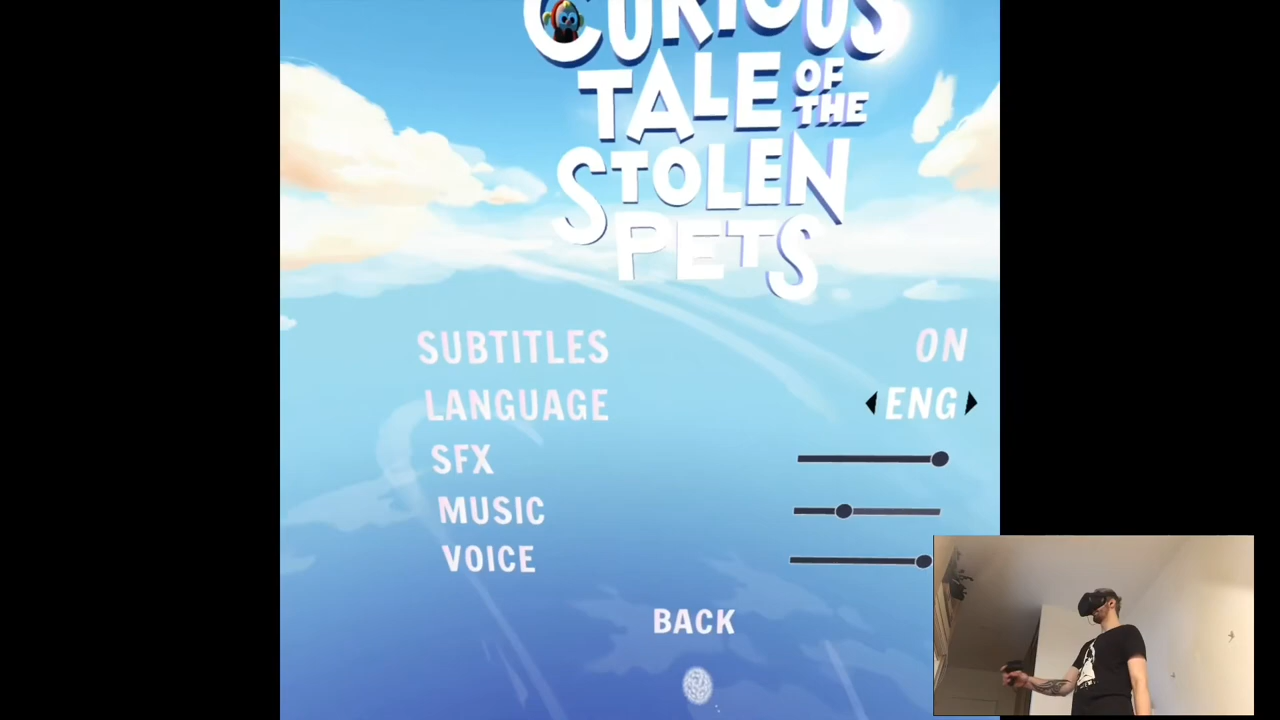 CURIOUS
TALE OF THE
STOLEN
PETS
SUBTITLES ON
LANGUAGE ENG
SFX
MUSIC
VOICE
BACK